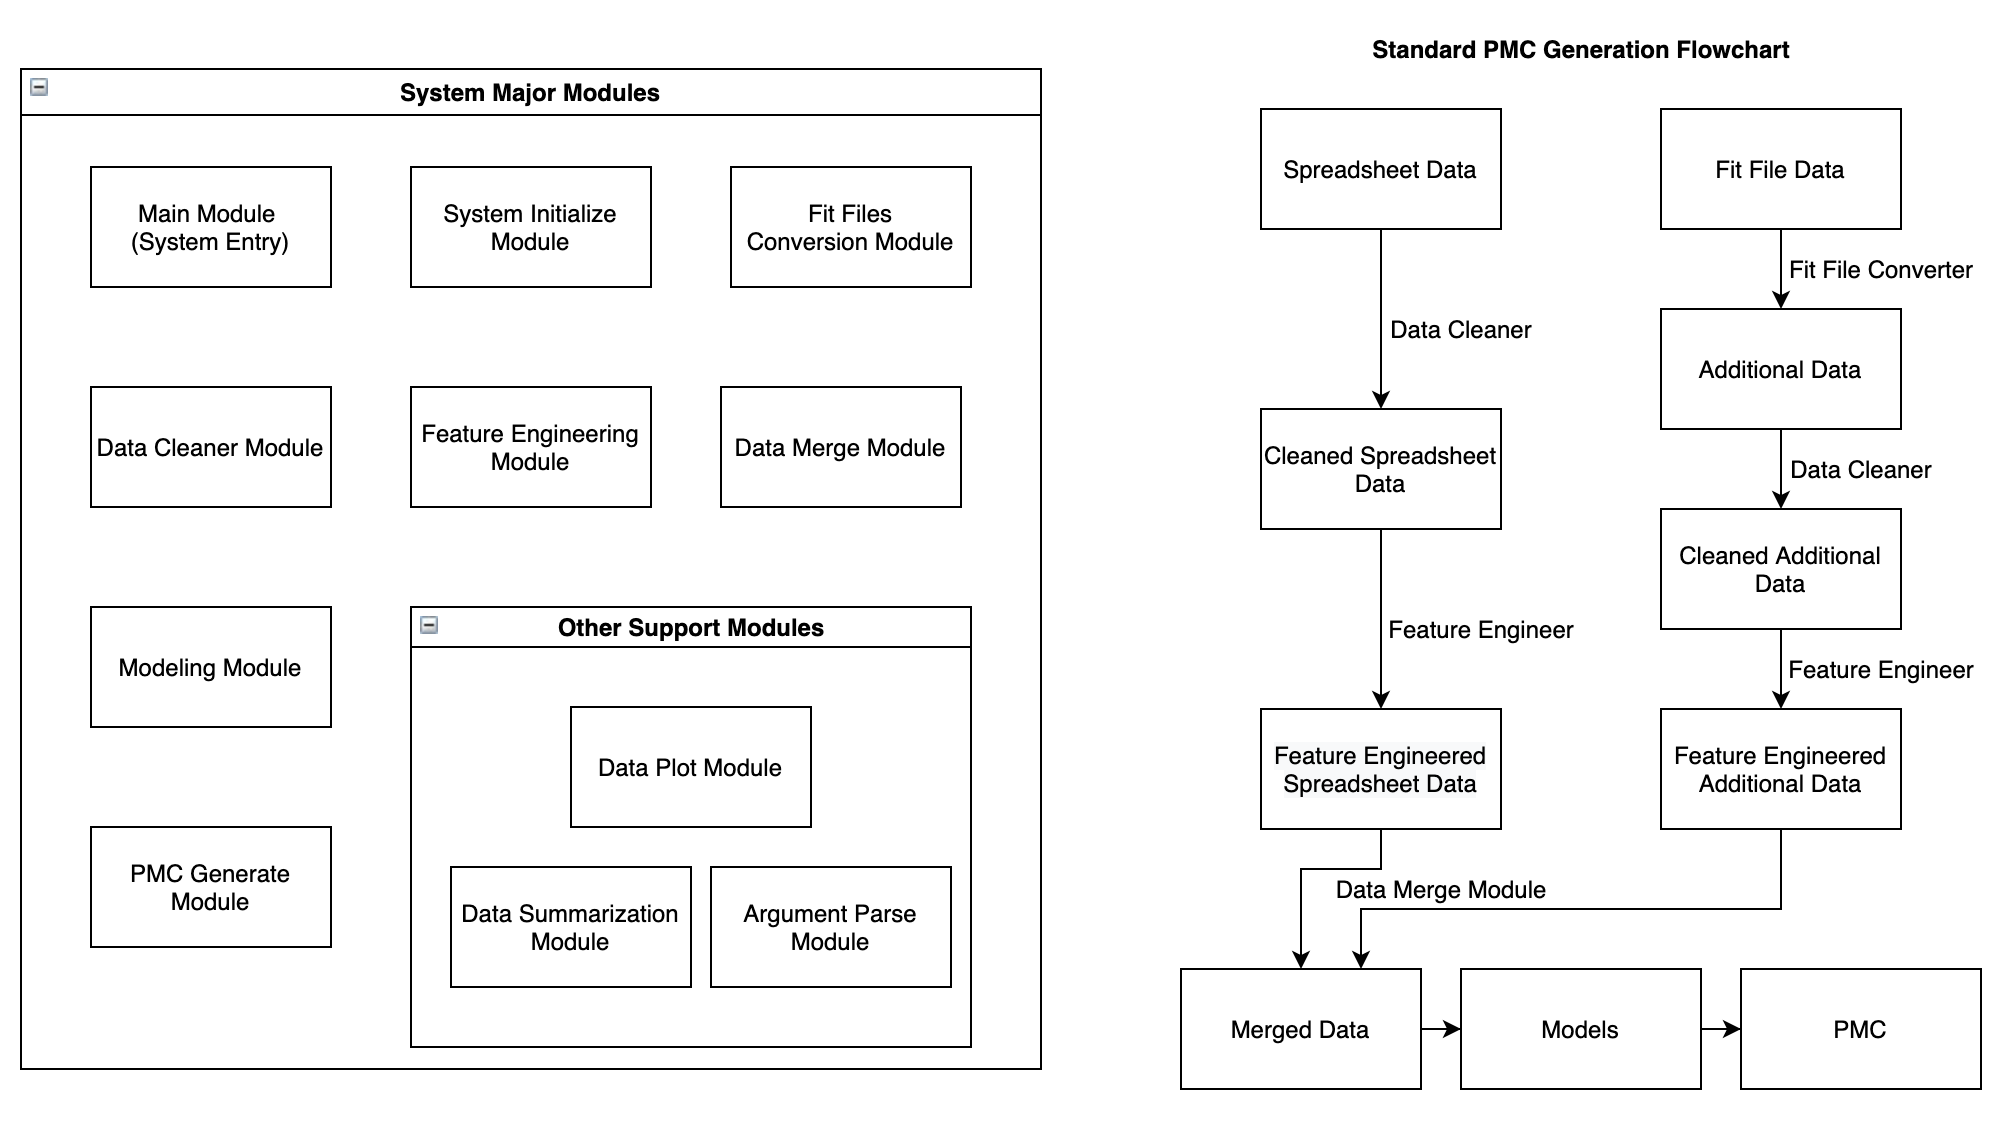 System Major Modules
Main Module
(System Entry)
System Initialize
Module
Fit Files
Conversion Module
Data Cleaner Module
Feature Engineering
Module
Data Merge Module
Modeling Module
PMC Generate
Module
Other Support Modules
Data Plot Module
Data Summarization
Module
Argument Parse
Module
Standard PMC Generation Flowchart
Spreadsheet Data
Fit File Data
Fit File Converter
Data Cleaner
Additional Data
Cleaned Spreadsheet
Data
Data Cleaner
Cleaned Additional
Data
Feature Engineer
Feature Engineer
Feature Engineered
Spreadsheet Data
Feature Engineered
Additional Data
Data Merge Module
Merged Data
Models
PMC